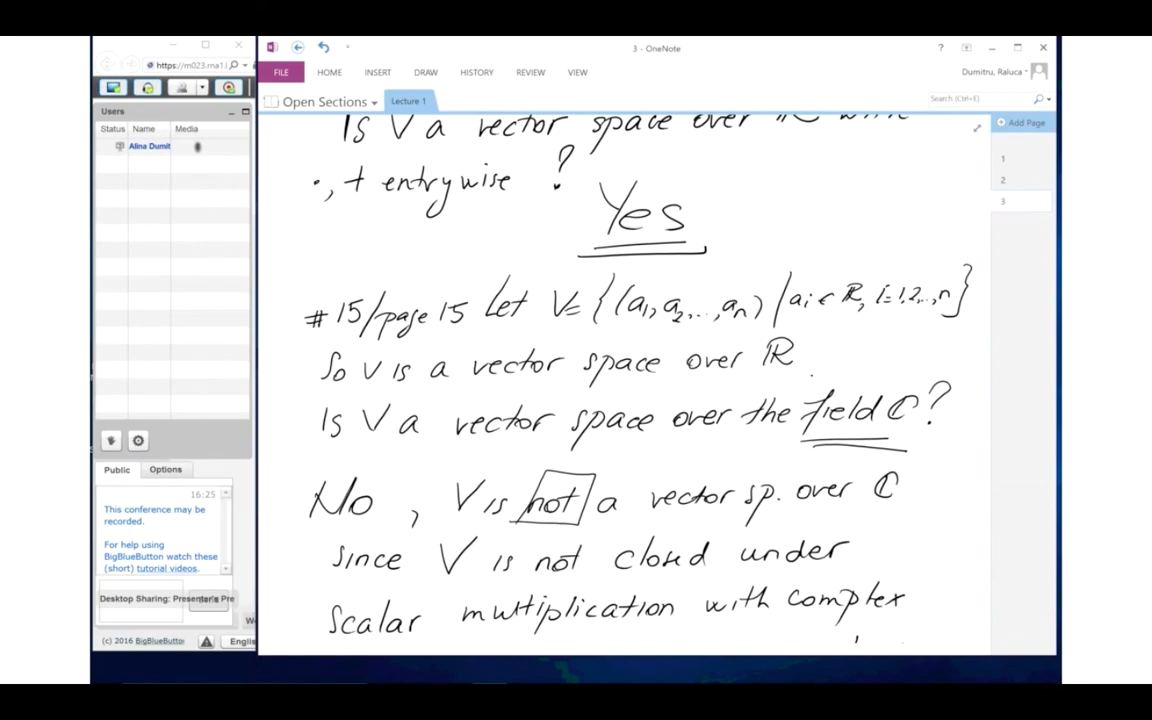 3 - OneNote
https://m023.rna1.l
FILE HOME INSERT DRAW HISTORY REVIEW VIEW
Dumitru, Raluca
Open Sections
Lecture 1
Search (Ctrl+E)
Users
Status Name Media
Alina Dumit
Add Page
1
2
3
Is V a vector space over
·, + entrywise ?
Yes
#15/page 15 Let V= {(a1, a2, .., an) | ai ∈ ℝ, i=1,2,..,n}
So V is a vector space over ℝ.
Is V a vector space over the field ℂ?
No, V is not a vector sp. over ℂ
since V is not closed under
scalar multiplication with complex
Public Options
16:25
This conference may be
recorded.
For help using
BigBlueButton watch these
(short) tutorial videos.
Desktop Sharing: Presenter's Pre
(c) 2016 BigBlueButto
Englis